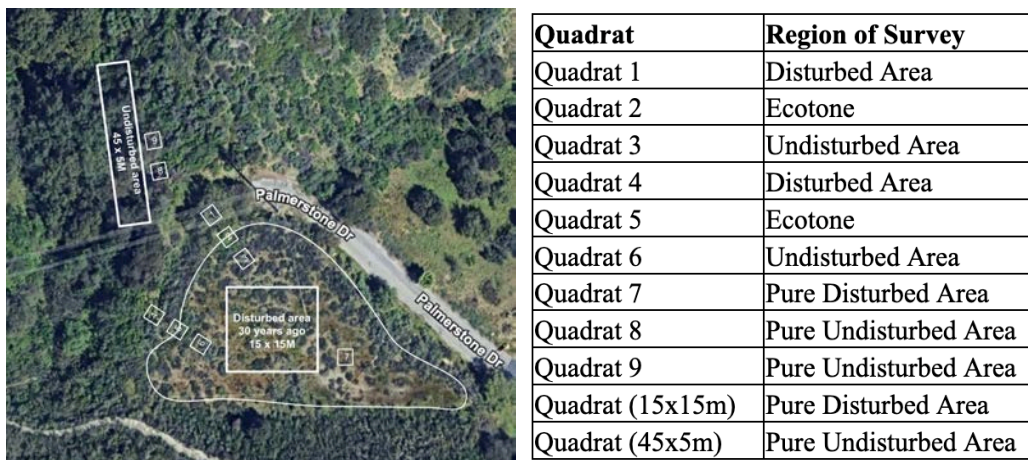 Undisturbed area
45 x 5M
Palmerstone Dr
Palmerstone Dr
Disturbed area
30 years ago
15 x 15M
7
Quadrat Region of Survey
Quadrat 1 Disturbed Area
Quadrat 2 Ecotone
Quadrat 3 Undisturbed Area
Quadrat 4 Disturbed Area
Quadrat 5 Ecotone
Quadrat 6 Undisturbed Area
Quadrat 7 Pure Disturbed Area
Quadrat 8 Pure Undisturbed Area
Quadrat 9 Pure Undisturbed Area
Quadrat (15x15m) Pure Disturbed Area
Quadrat (45x5m) Pure Undisturbed Area